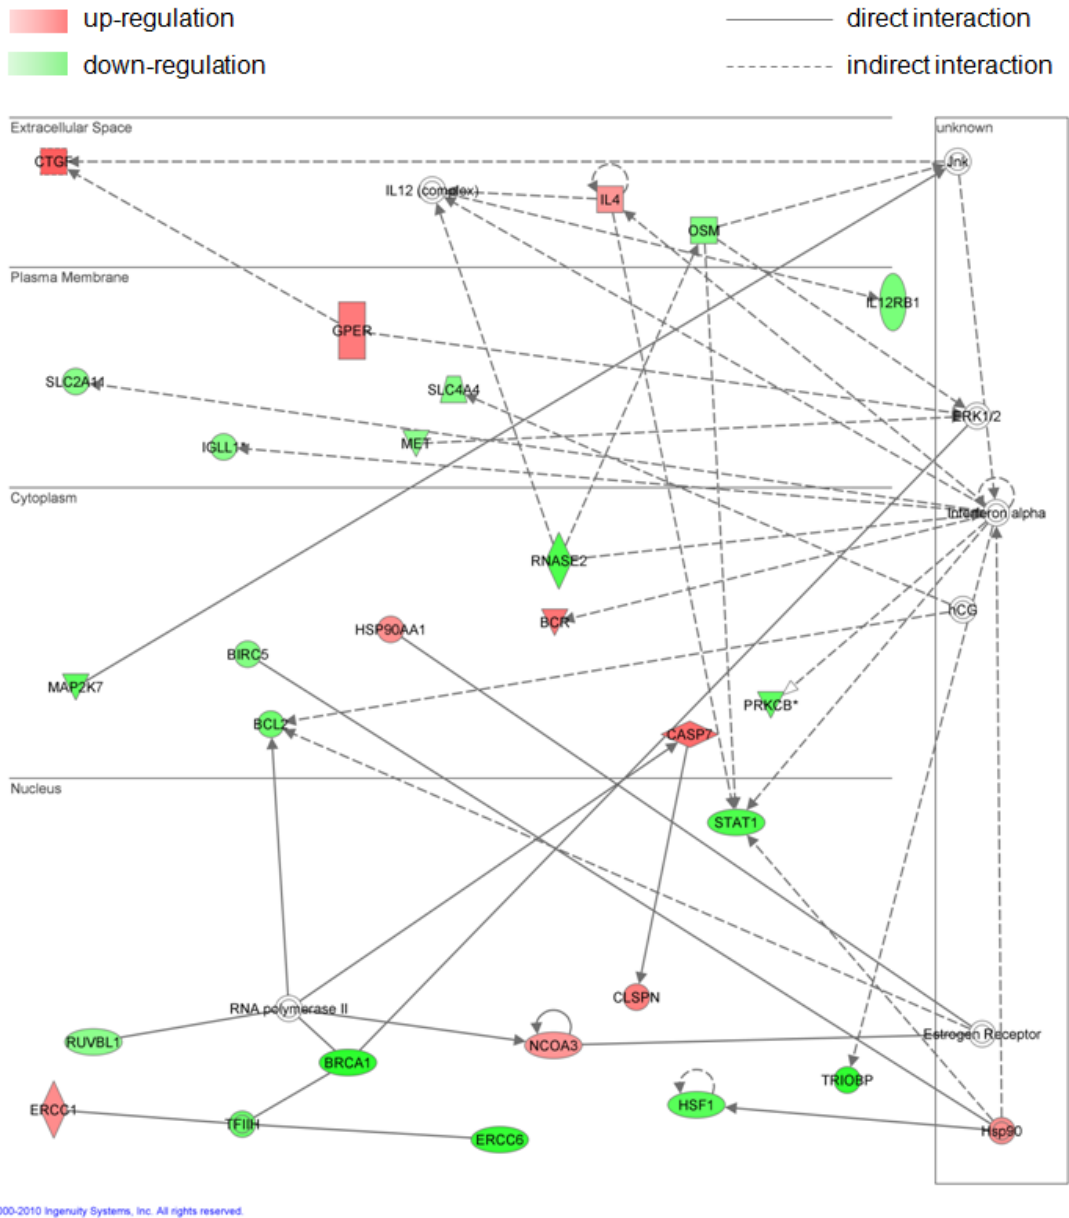 up-regulation
direct interaction
down-regulation
indirect interaction
Extracellular Space
unknown
CTGF
Jnk
IL12 (complex)
IL4
OSM
Plasma Membrane
IL12RB1
GPER
SLC2A11
SLC4A4
ERK1/2
MET
IGLL1
Cytoplasm
Interferon alpha
RNASE2
hCG
BCR
HSP90AA1
BIRC5
MAP2K7
PRKCB*
BCL2
CASP7
Nucleus
STAT1
CLSPN
RNA polymerase II
Estrogen Receptor
RUVBL1
NCOA3
BRCA1
TRIOBP
HSF1
ERCC1
TFIIH
Hsp90
ERCC6
000-2010 Ingenuity Systems, Inc. All rights reserved.